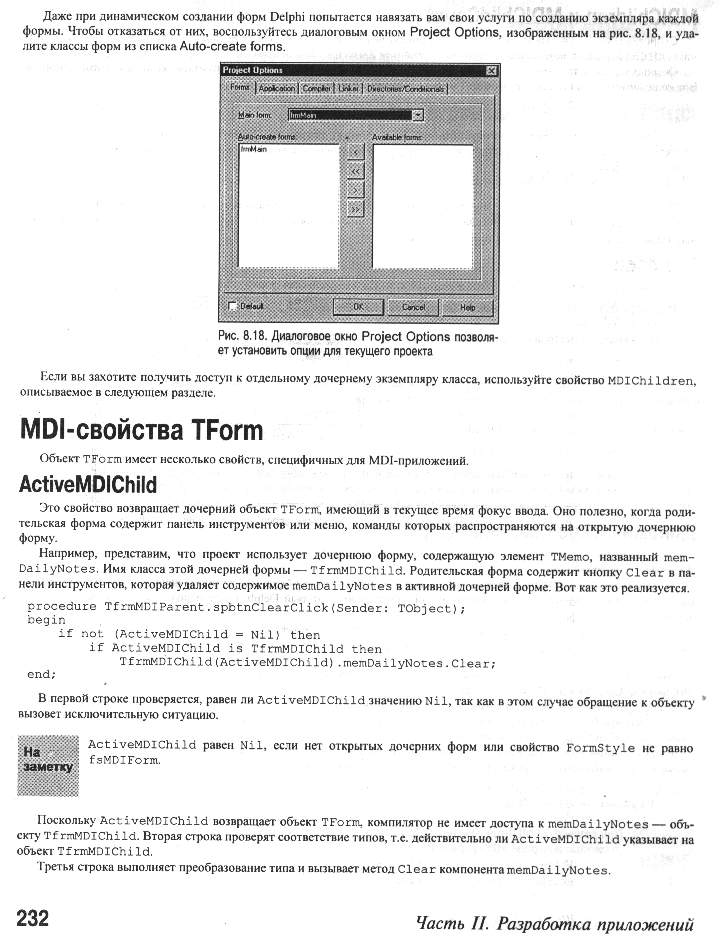 Даже при динамическом создании форм Delphi попытается навязать вам свои услуги по созданию экземпляра каждой
формы. Чтобы отказаться от них, воспользуйтесь диалоговым окном Project Options, изображенным на рис. 8.18, и уда-
лите классы форм из списка Auto-create forms.
Project Options
Forms Application Compiler Linker Directories/Conditionals
Main form: frmMain
Auto-create forms: Available forms:
frmMain
<
<<
>
>>
Default OK Cancel Help
Рис. 8.18. Диалоговое окно Project Options позволя-
ет установить опции для текущего проекта
Если вы захотите получить доступ к отдельному дочернему экземпляру класса, используйте свойство MDIChildren,
описываемое в следующем разделе.
MDI-свойства TForm
Объект TForm имеет несколько свойств, специфичных для MDI-приложений.
ActiveMDIChild
Это свойство возвращает дочерний объект TForm, имеющий в текущее время фокус ввода. Оно полезно, когда роди-
тельская форма содержит панель инструментов или меню, команды которых распространяются на открытую дочернюю
форму.
Например, представим, что проект использует дочернюю форму, содержащую элемент TMemo, названный mem-
DailyNotes. Имя класса этой дочерней формы — TfrmMDIChild. Родительская форма содержит кнопку Clear в па-
нели инструментов, которая удаляет содержимое memDailyNotes в активной дочерней форме. Вот как это реализуется.
procedure TfrmMDIParent.spbtnClearClick(Sender: TObject);
begin
if not (ActiveMDIChild = Nil) then
if ActiveMDIChild is TfrmMDIChild then
TfrmMDIChild(ActiveMDIChild).memDailyNotes.Clear;
end;
В первой строке проверяется, равен ли ActiveMDIChild значению Nil, так как в этом случае обращение к объекту
вызовет исключительную ситуацию.
На
заметку
ActiveMDIChild равен Nil, если нет открытых дочерних форм или свойство FormStyle не равно
fsMDIForm.
Поскольку ActiveMDIChild возвращает объект TForm, компилятор не имеет доступа к memDailyNotes — объ-
екту TfrmMDIChild. Вторая строка проверят соответствие типов, т.е. действительно ли ActiveMDIChild указывает на
объект TfrmMDIChild.
Третья строка выполняет преобразование типа и вызывает метод Clear компонента memDailyNotes.
232
Часть II. Разработка приложений